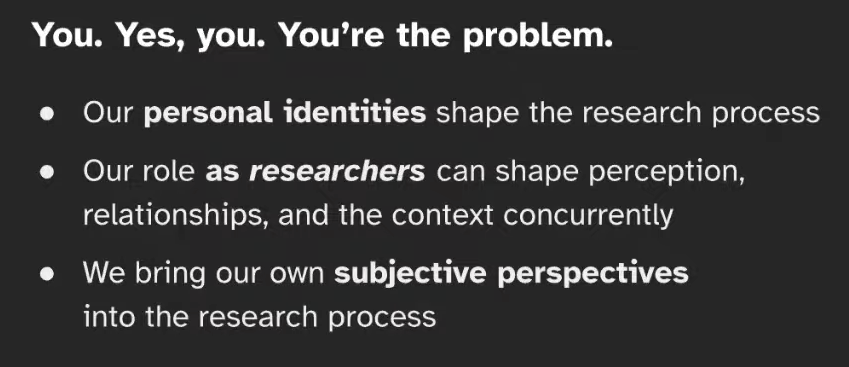 You. Yes, you. You're the problem.
● Our personal identities shape the research process
● Our role as researchers can shape perception,
relationships, and the context concurrently
● We bring our own subjective perspectives
into the research process